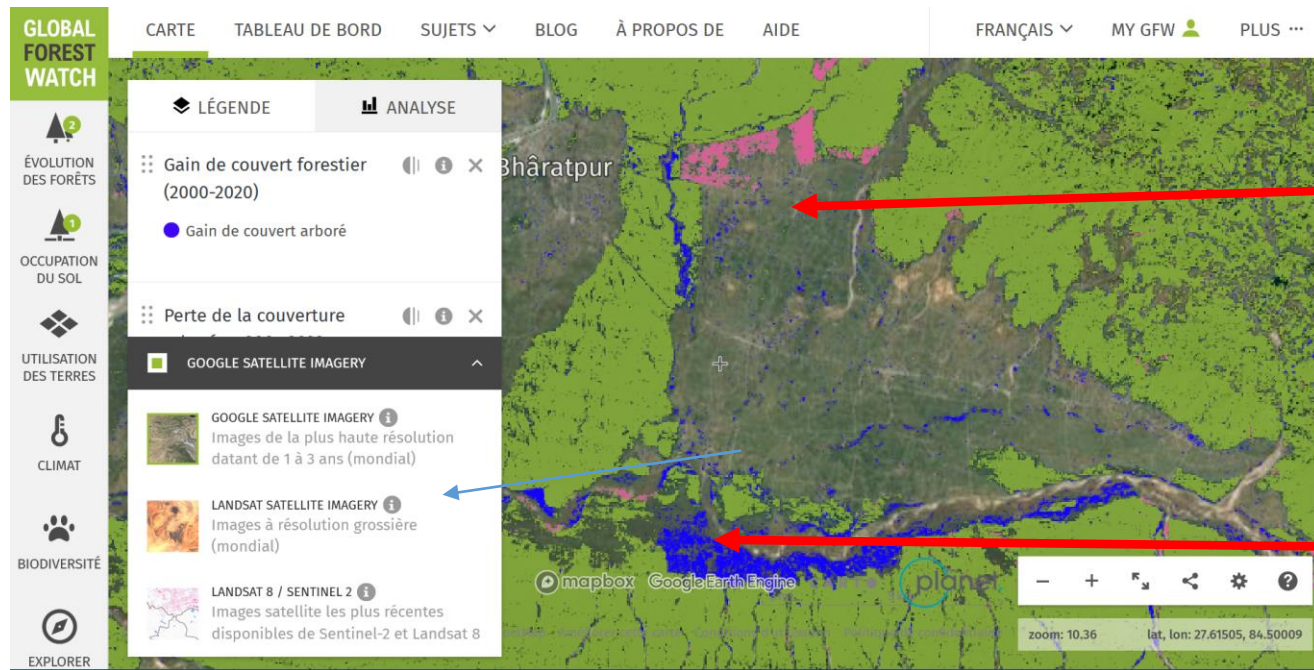 GLOBAL
FOREST
WATCH
CARTE TABLEAU DE BORD SUJETS BLOG À PROPOS DE AIDE FRANÇAIS MY GFW PLUS
LÉGENDE ANALYSE
2
ÉVOLUTION
DES FORÊTS
1
OCCUPATION
DU SOL
UTILISATION
DES TERRES
CLIMAT
BIODIVERSITÉ
EXPLORER
Gain de couvert forestier
(2000-2020)
Gain de couvert arboré
Perte de la couverture
GOOGLE SATELLITE IMAGERY
GOOGLE SATELLITE IMAGERY
Images de la plus haute résolution
datant de 1 à 3 ans (mondial)
LANDSAT SATELLITE IMAGERY
Images à résolution grossière
(mondial)
LANDSAT 8 / SENTINEL 2
Images satellite les plus récentes
disponibles de Sentinel-2 et Landsat 8
Bhâratpur
mapbox Google Earth Engine planet
zoom: 10.36 lat, lon: 27.61505, 84.50009